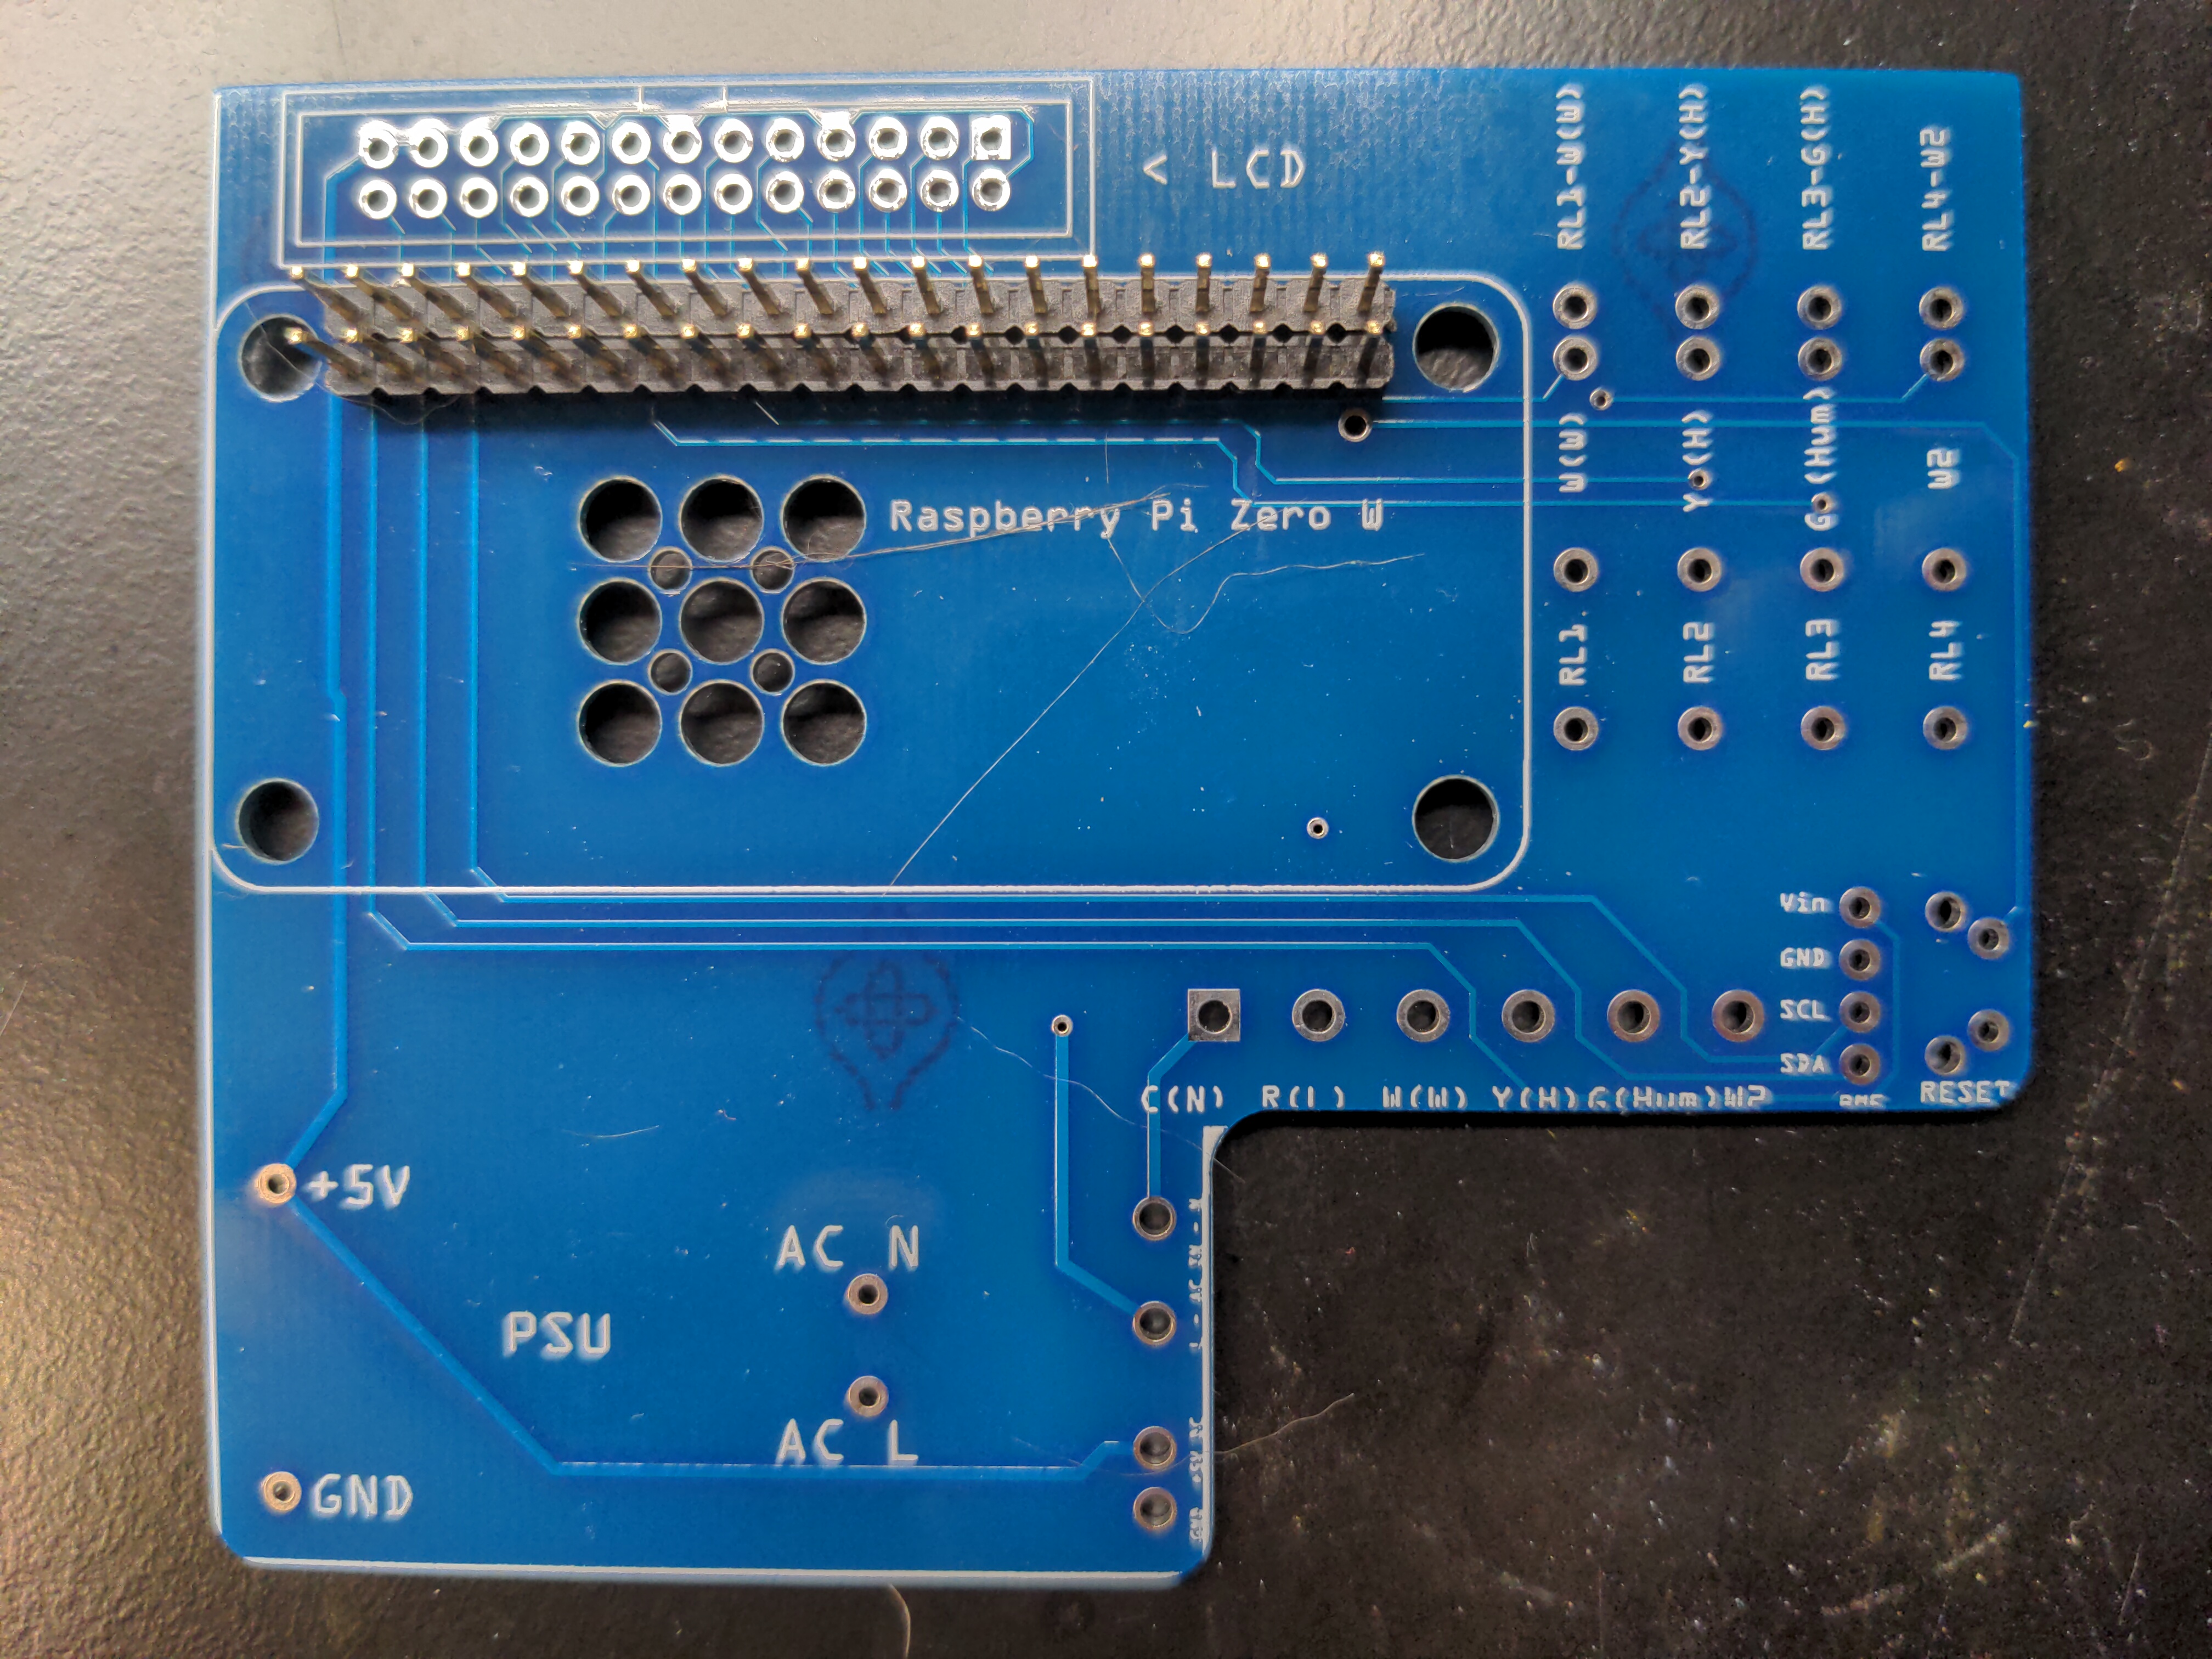 < LCD
RL1-W(W)
RL2-Y(H)
RL3-G(H)
RL4-W2
W(W)
Y(H)
G(Hum)
W2
Raspberry Pi Zero W
RL1
RL2
RL3
RL4
Vin
GND
SCL
SDA
RESET
C(N) R(L) W(W) Y(H) G(Hum) W2
+5V
AC N
PSU
AC L
GND